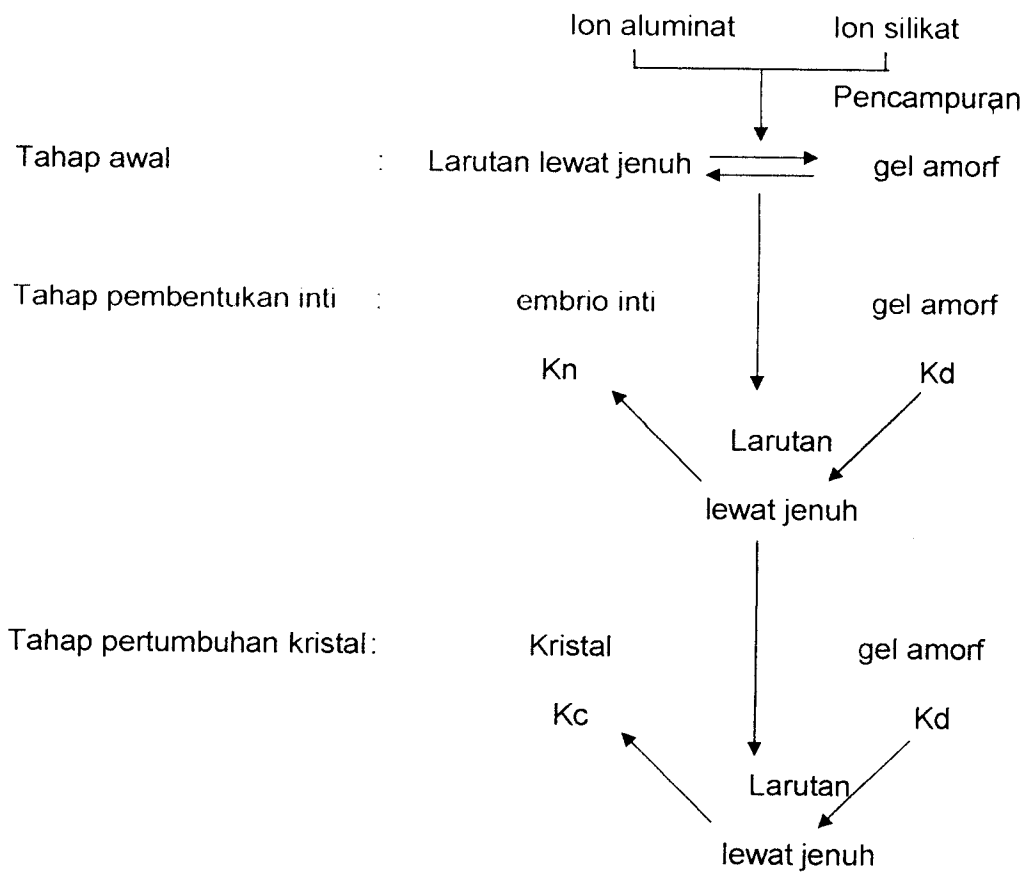 Ion aluminat Ion silikat
Pencampuran
Tahap awal : Larutan lewat jenuh gel amorf
Tahap pembentukan inti : embrio inti gel amorf
Kn Kd
Larutan
lewat jenuh
Tahap pertumbuhan kristal: Kristal gel amorf
Kc Kd
Larutan
lewat jenuh